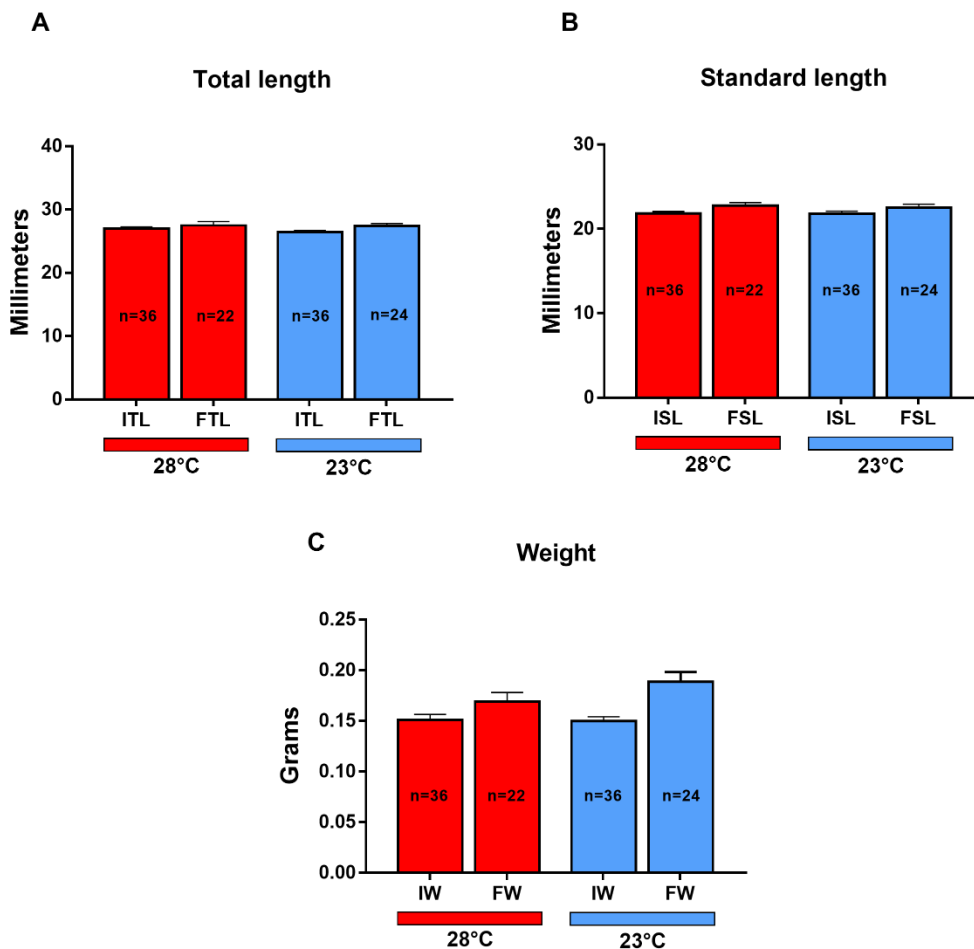 A
Total length
Millimeters
40
30
20
10
0
n=36
n=22
n=36
n=24
ITL
FTL
ITL
FTL
28°C
23°C
B
Standard length
Millimeters
30
20
10
0
n=36
n=22
n=36
n=24
ISL
FSL
ISL
FSL
28°C
23°C
C
Weight
Grams
0.25
0.20
0.15
0.10
0.05
0.00
n=36
n=22
n=36
n=24
IW
FW
IW
FW
28°C
23°C